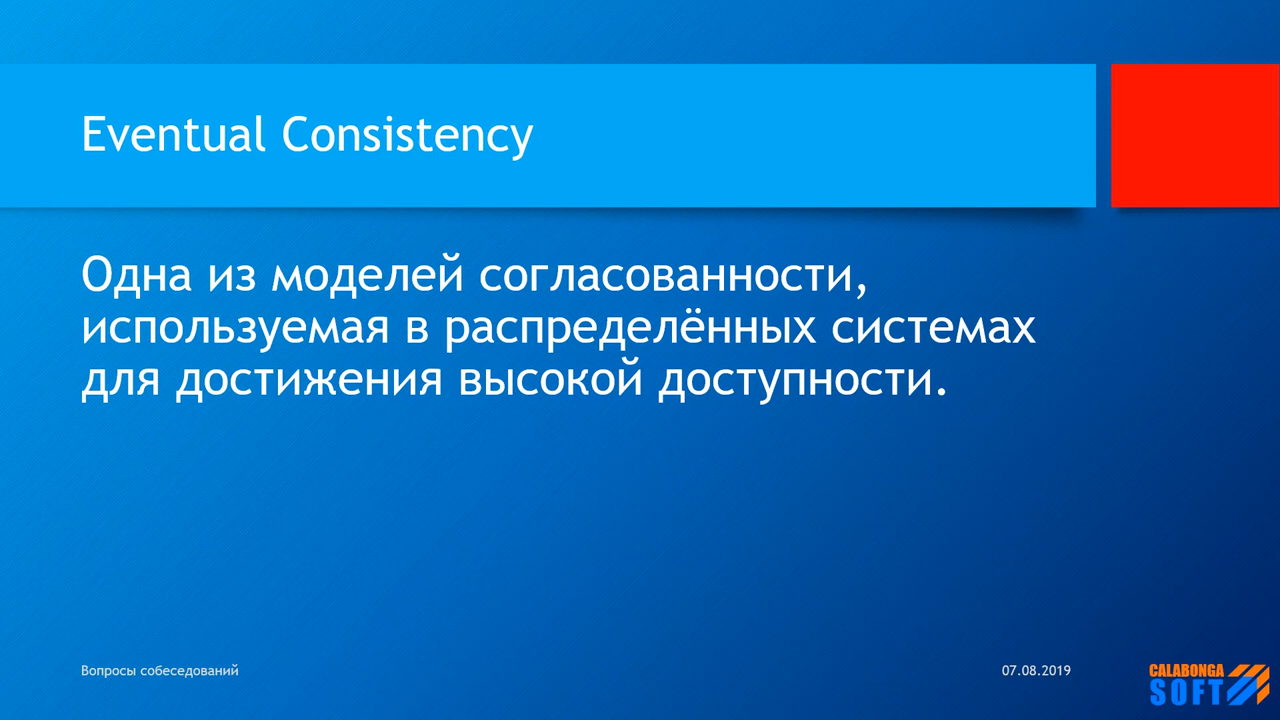 Eventual Consistency
Одна из моделей согласованности,
используемая в распределённых системах
для достижения высокой доступности.
Вопросы собеседований
07.08.2019
CALABONGA
SOFT